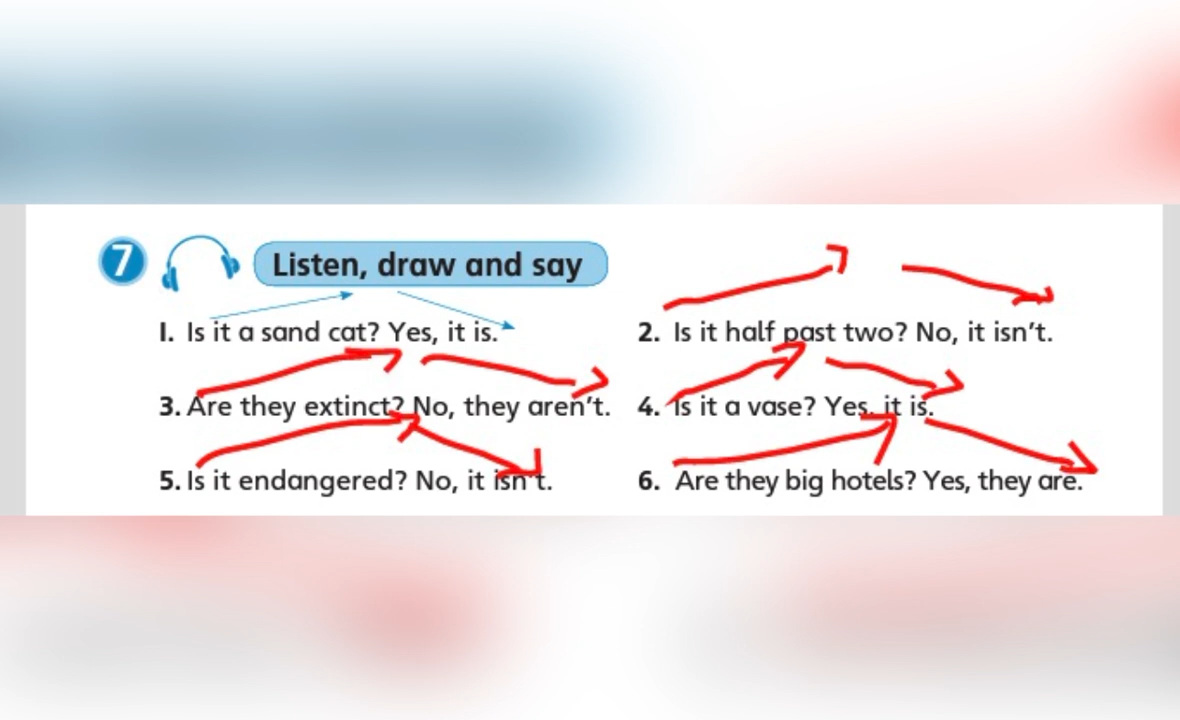 7 Listen, draw and say
1. Is it a sand cat? Yes, it is. 2. Is it half past two? No, it isn't.
3. Are they extinct? No, they aren't. 4. Is it a vase? Yes, it is.
5. Is it endangered? No, it isn't. 6. Are they big hotels? Yes, they are.